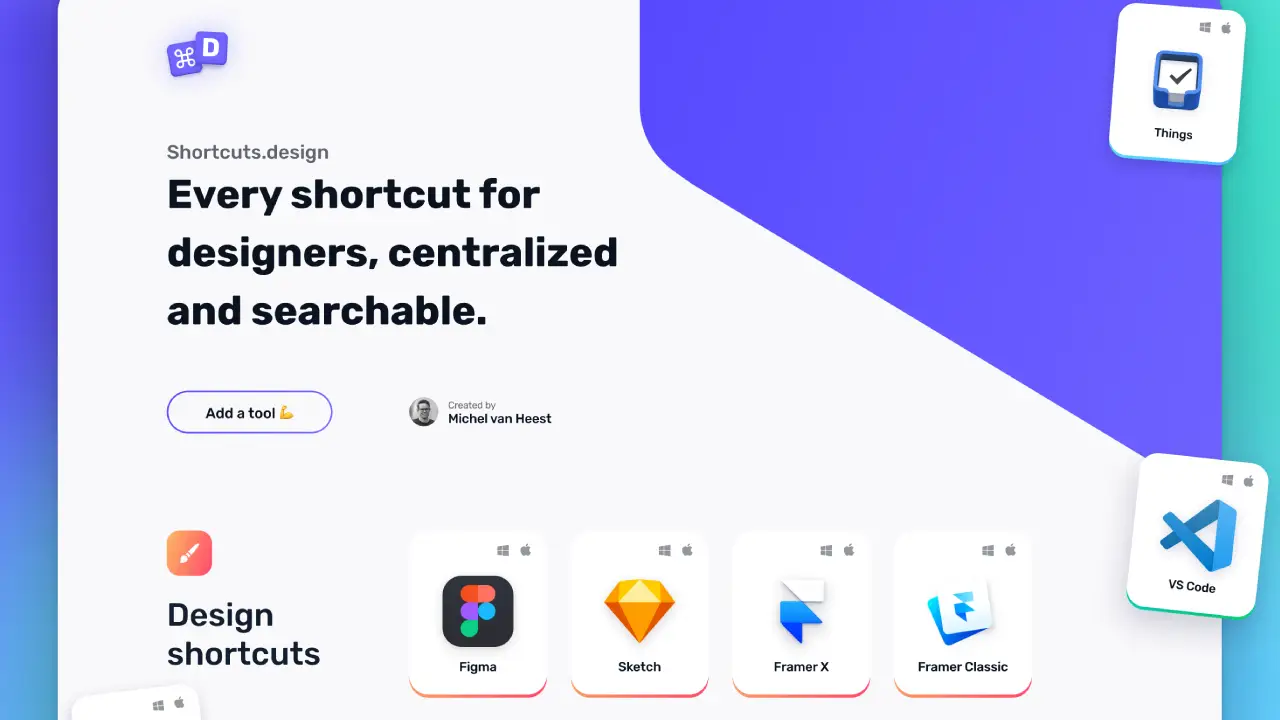 D
Things
Shortcuts.design
Every shortcut for
designers, centralized
and searchable.
Add a tool 💪
Created by
Michel van Heest
VS Code
Design
shortcuts
Figma
Sketch
Framer X
Framer Classic